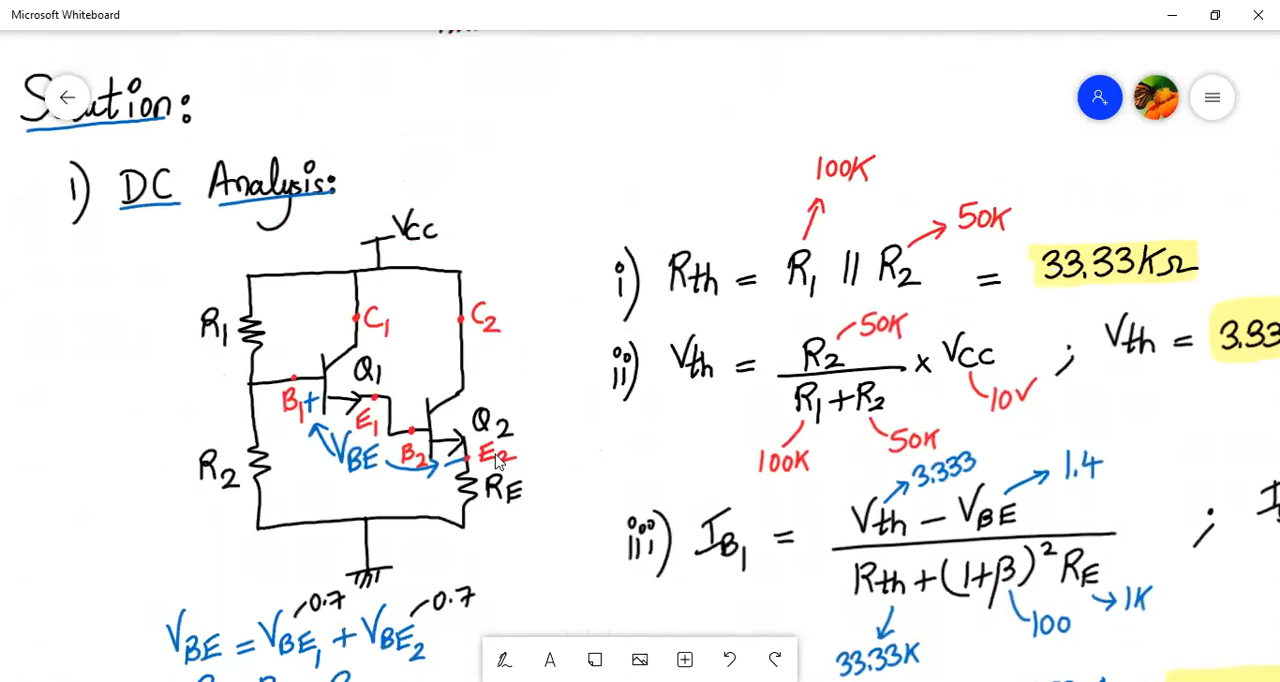 Microsoft Whiteboard
Solution:
1) DC Analysis:
VCC
R1
C1
C2
Q1
B1+
E1
VBE
B2
Q2
E2
R2
RE
0.7
0.7
VBE = VBE1 + VBE2
100K
50K
i) Rth = R1 || R2 = 33.33KΩ
50K
ii) Vth = R2 / R1+R2 × VCC ; Vth =
10V
100K
50K
3.333
1.4
iii) IB1 = Vth − VBE / Rth + (1+β)² RE ;
1K
100
33.33K